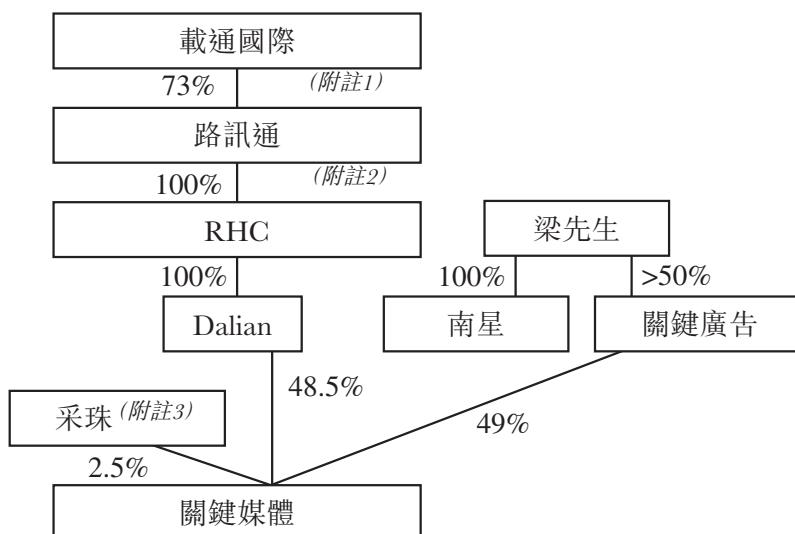 載通國際
73% (附註1)
路訊通
100% (附註2)
RHC
梁先生
100%
100%
>50%
Dalian
南星
關鍵廣告
48.5%
采珠(附註3)
49%
2.5%
關鍵媒體